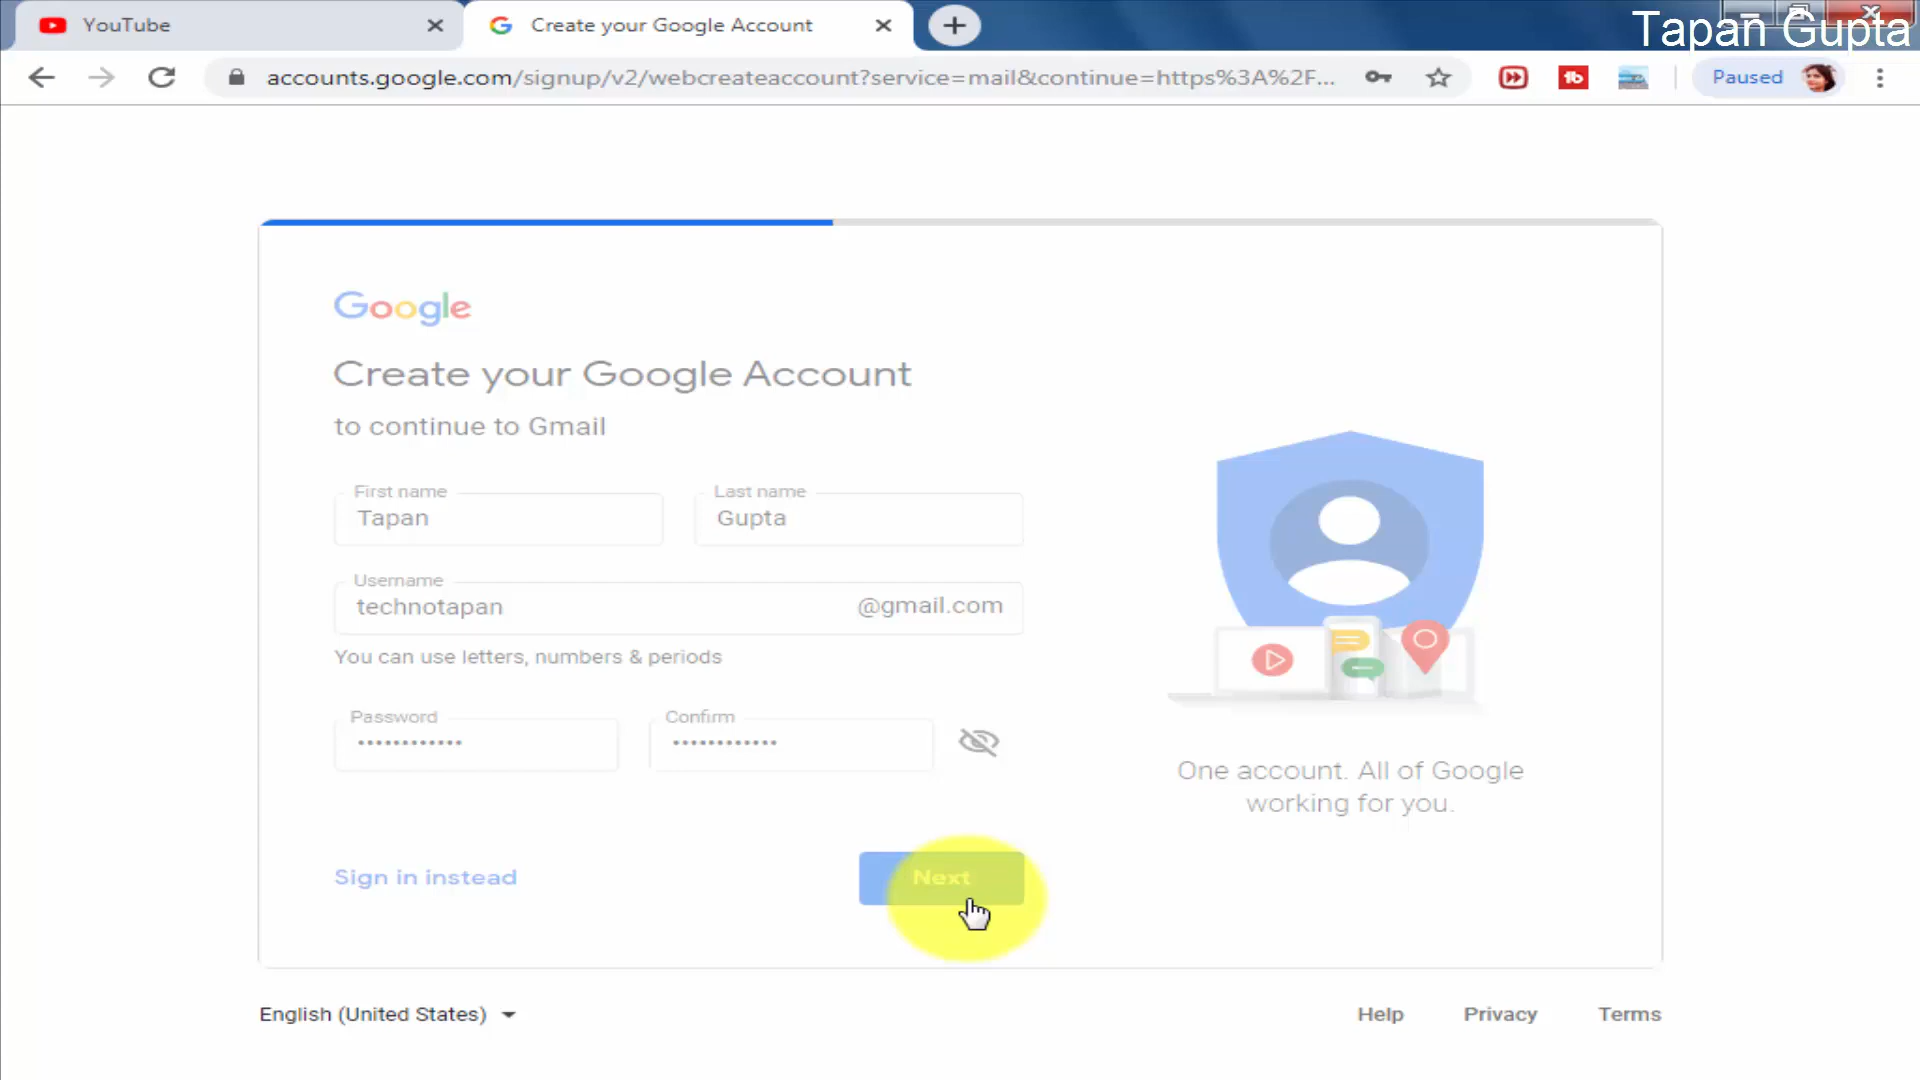 YouTube
Create your Google Account
Tapan Gupta
accounts.google.com/signup/v2/webcreateaccount?service=mail&continue=https%3A%2F...
Paused
Google
Create your Google Account
to continue to Gmail
First name
Last name
Tapan
Gupta
Username
technotapan
@gmail.com
You can use letters, numbers & periods
Password
Confirm
••••••••••••
••••••••••••
One account. All of Google
working for you.
Sign in instead
Next
English (United States)
Help
Privacy
Terms